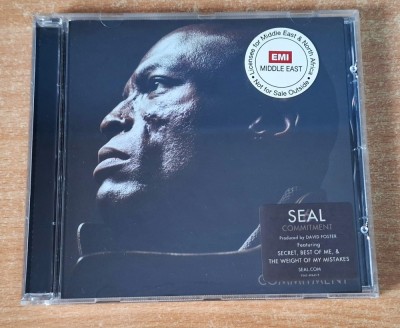 Licensee for Middle East & North Africa
EMI
MIDDLE EAST
Not for Sale Outside
SEAL
COMMITMENT
Produced by DAVID FOSTER
Featuring
SECRET, BEST OF ME, &
THE WEIGHT OF MY MISTAKES
SEAL.COM
COMMITMENT